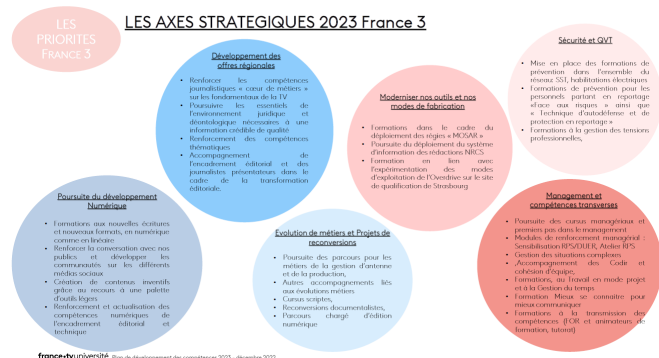 LES
PRIORITES
FRANCE 3
LES AXES STRATEGIQUES 2023 France 3
Développement des
offres régionales
• Renforcer les compétences
journalistiques « cœur de métiers »
sur les fondamentaux de la TV
• Poursuivre les essentiels de
l'environnement juridique et
déontologique nécessaires à une
information crédible de qualité
• Renforcement des compétences
thématiques
• Accompagnement de
l'encadrement éditorial et des
journalistes présentateurs dans le
cadre de la transformation
éditoriale.
Moderniser nos outils et nos
modes de fabrication
• Formations dans le cadre du
déploiement des régies « MOSAR »
• Poursuite du déploiement du système
d'information des rédactions NRCS
• Formation en lien avec
l'expérimentation des modes
d'exploitation de l'Overdrive sur le site
de qualification de Strasbourg
Sécurité et QVT
• Mise en place des formations de
prévention dans l'ensemble du
réseau SST, habilitations électriques
• Formations de prévention pour les
personnels partant en reportage
«Face aux risques » ainsi que
« Technique d'autodéfense et de
protection en reportage »
• Formations à la gestion des tensions
professionnelles,
Poursuite du développement
Numérique
• Formations aux nouvelles écritures
et nouveaux formats, en numérique
comme en linéaire
• Renforcer la conversation avec nos
publics et développer les
communautés sur les différents
médias sociaux
• Création de contenus inventifs
grâce au recours à une palette
d'outils légers
• Renforcement et actualisation des
compétences numériques de
l'encadrement éditorial et
technique
Évolution de métiers et Projets de
reconversions
• Poursuite des parcours pour les
métiers de la gestion d'antenne
et de la production,
• Autres accompagnements liés
aux évolutions métiers
• Cursus scriptes,
• Reconversions documentalistes,
• Parcours chargé d'édition
numérique
Management et
compétences transverses
• Poursuite des cursus managériaux et
premiers pas dans le management
• Modules de renforcement managérial :
Sensibilisation RPS/DUER, Atelier RPS
• Gestion des situations complexes
• ,Accompagnement des Codir et
cohésion d'équipe,
• Formations, au Travail en mode projet
et à la Gestion du temps
• Formation Mieux se connaitre pour
mieux communiquer
• Formations à la transmission des
compétences (FOR et animateurs de
formation, tutorat)
france•tvuniversité Plan de développement des compétences 2023 - décembre 2022